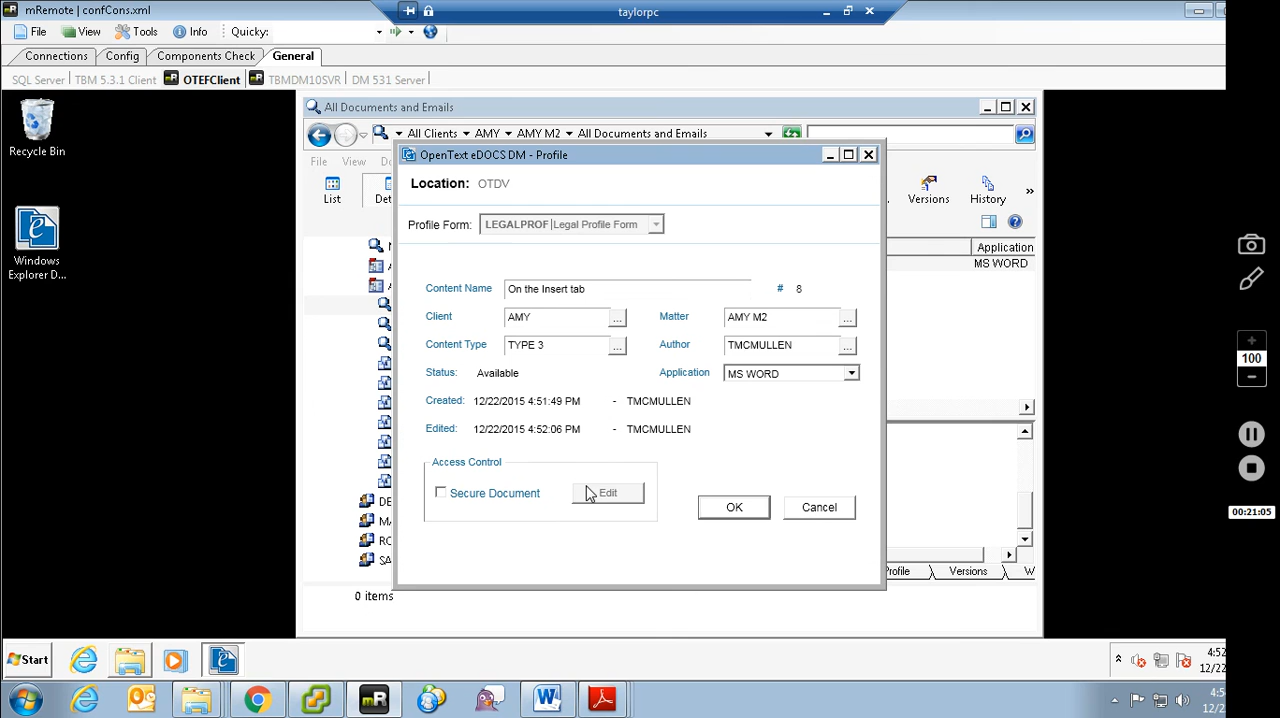 mRemote | confCons.xml
taylorpc
File View Tools Info Quickly:
Connections Config Components Check General
SQL Server TBM 5.3.1 Client OTEFClient TBMDM10SVR DM 531 Server
Recycle Bin
Windows
Explorer D...
All Documents and Emails
All Clients AMY AMY M2 All Documents and Emails
File View
List
Versions History
Application
MS WORD
OpenText eDOCS DM - Profile
Location: OTDV
Profile Form: LEGALPROF Legal Profile Form
Content Name On the Insert tab # 8
Client AMY ... Matter AMY M2 ...
Content Type TYPE 3 ... Author TMCMULLEN ...
Status: Available Application MS WORD
Created: 12/22/2015 4:51:49 PM - TMCMULLEN
Edited: 12/22/2015 4:52:06 PM - TMCMULLEN
Access Control
Secure Document Edit
OK Cancel
Versions
0 items
100
00:21:05
Start